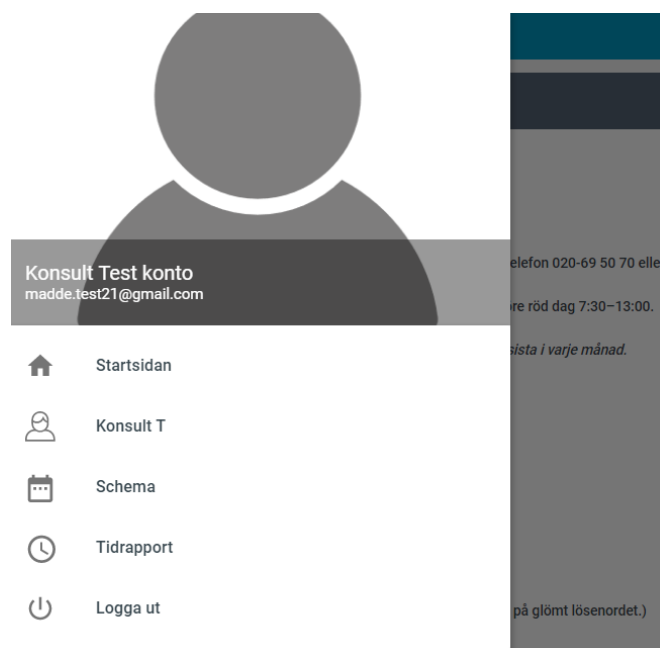 Konsult Test konto
madde.test21@gmail.com
elefon 020-69 50 70 elle
re röd dag 7:30–13:00.
sista i varje månad.
Startsidan
Konsult T
Schema
Tidrapport
Logga ut
på glömt lösenordet.)